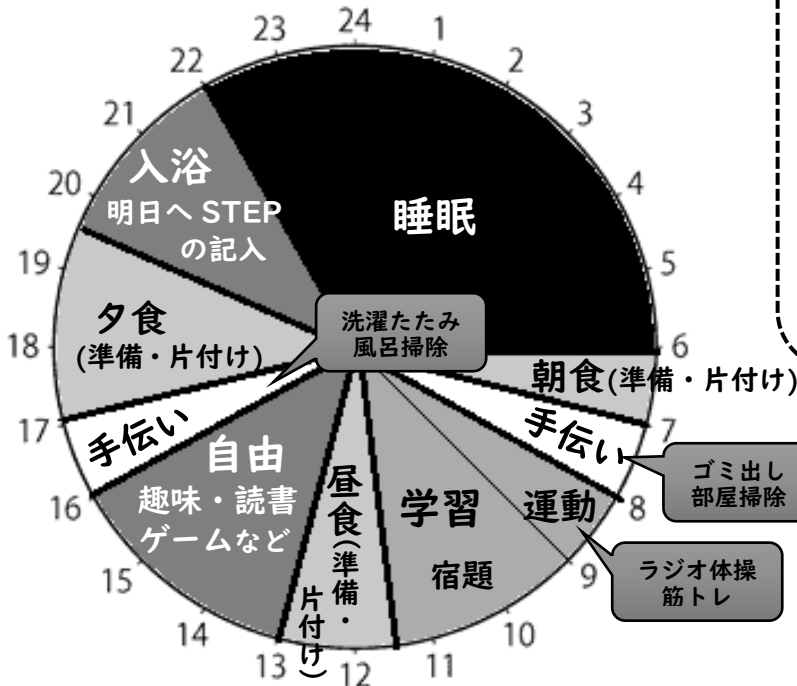 24
1
2
3
4
5
6
7
8
9
10
11
12
13
14
15
16
17
18
19
20
21
22
23
睡眠
朝食(準備・片付け)
手伝い
ゴミ出し
部屋掃除
運動
ラジオ体操
筋トレ
学習
宿題
昼食(準備・
片付け)
自由
趣味・読書
ゲームなど
手伝い
洗濯たたみ
風呂掃除
夕食
(準備・片付け)
入浴
明日へ STEP
の記入